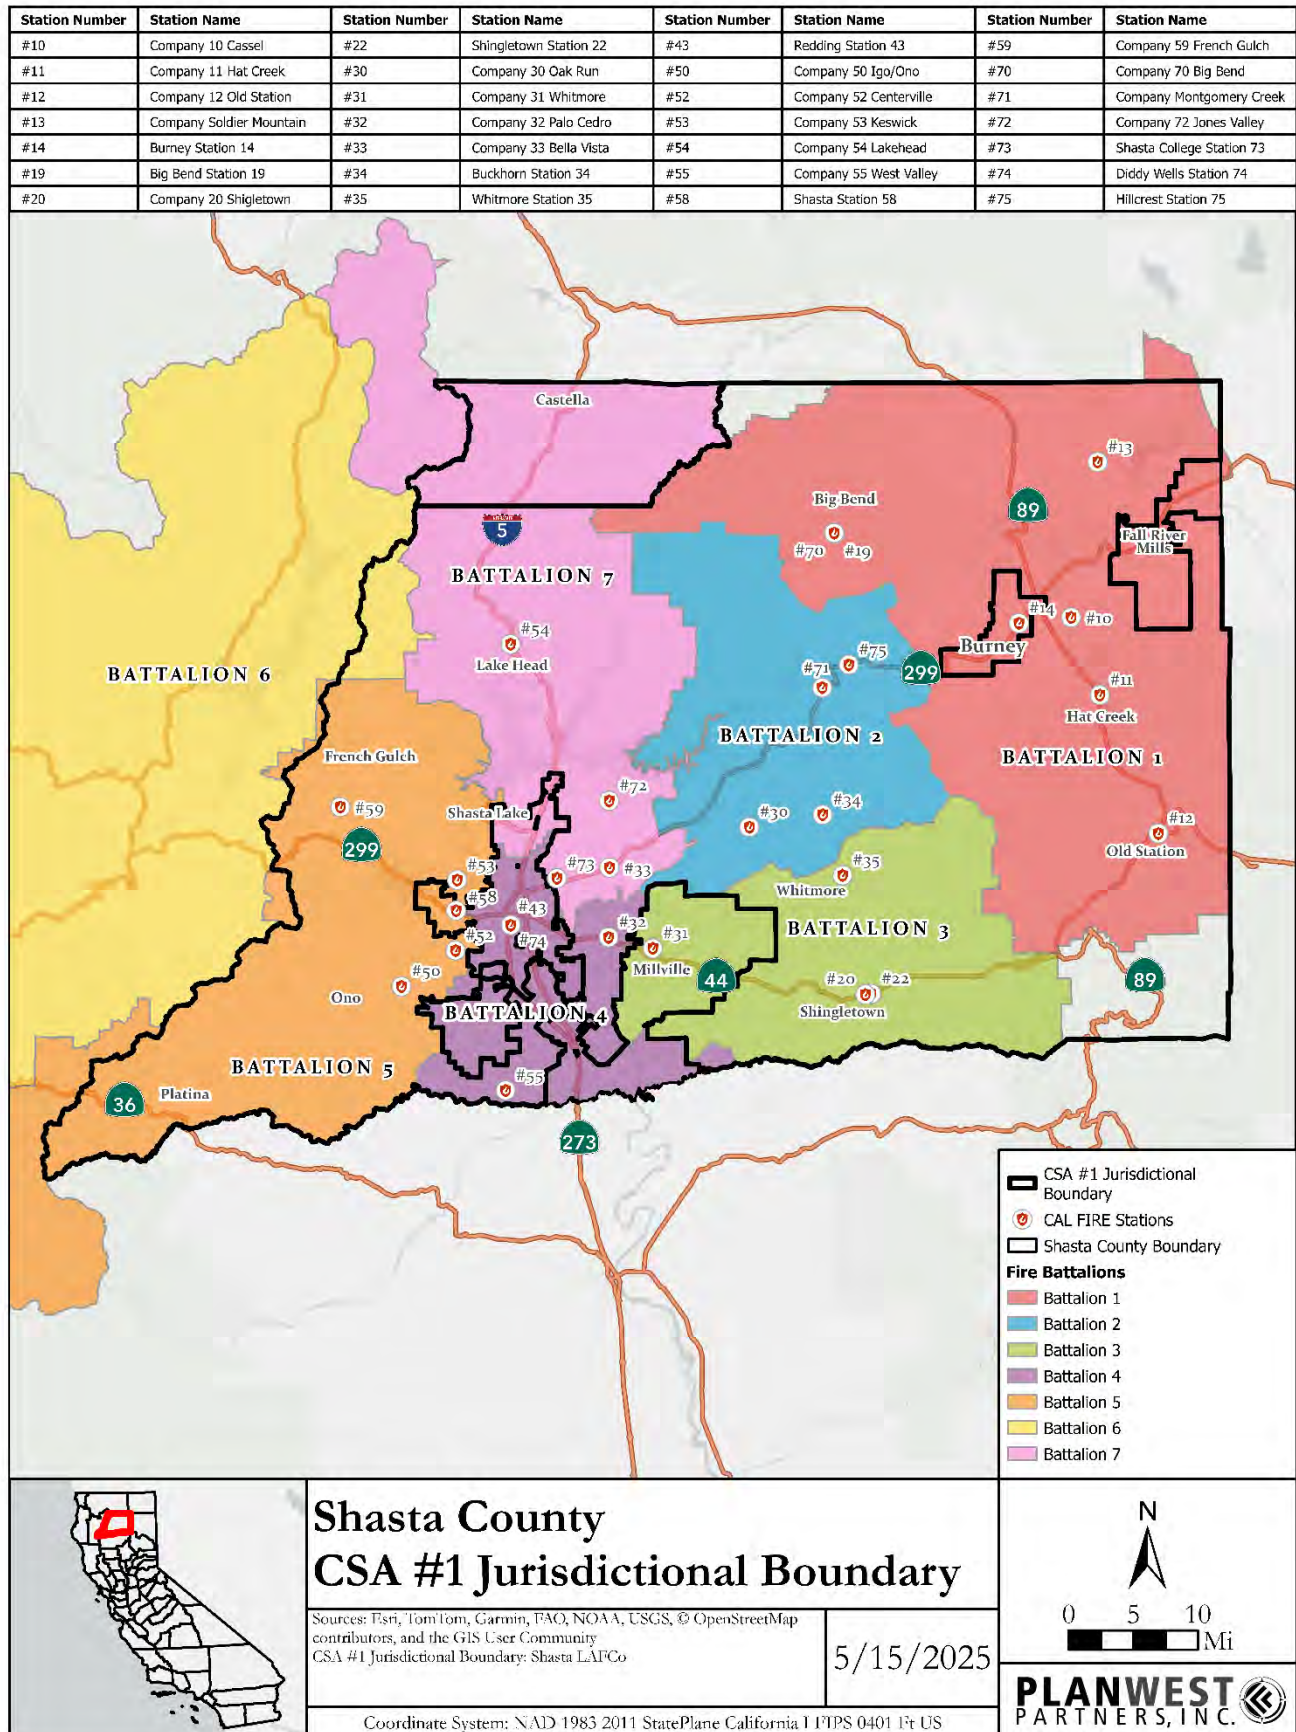 Station Number Station Name Station Number Station Name Station Number Station Name Station Number Station Name
#10 Company 10 Cassel #22 Shingletown Station 22 #43 Redding Station 43 #59 Company 59 French Gulch
#11 Company 11 Hat Creek #30 Company 30 Oak Run #50 Company 50 Igo/Ono #70 Company 70 Big Bend
#12 Company 12 Old Station #31 Company 31 Whitmore #52 Company 52 Centerville #71 Company Montgomery Creek
#13 Company Soldier Mountain #32 Company 32 Palo Cedro #53 Company 53 Keswick #72 Company 72 Jones Valley
#14 Burney Station 14 #33 Company 33 Bella Vista #54 Company 54 Lakehead #73 Shasta College Station 73
#19 Big Bend Station 19 #34 Buckhorn Station 34 #55 Company 55 West Valley #74 Diddy Wells Station 74
#20 Company 20 Shigletown #35 Whitmore Station 35 #58 Shasta Station 58 #75 Hillcrest Station 75
Castella
#13
Big Bend
89
5
Fall River
Mills
#70 #19
BATTALION 7
#14
#10
#54
Burney
Lake Head
#75
BATTALION 6
#71
299
#11
Hat Creek
BATTALION 2
French Gulch
BATTALION 1
#72
#59
Shasta Lake
#30
#34
#12
299
Old Station
#53
#73
#33
#35
Whitmore
#58
#43
#32
BATTALION 3
#52
#74
#31
Millville
#50
44
#20 #22
89
Ono
Shingletown
BATTALION 4
BATTALION 5
#55
Platina
36
273
CSA #1 Jurisdictional
Boundary
CAL FIRE Stations
Shasta County Boundary
Fire Battalions
Battalion 1
Battalion 2
Battalion 3
Battalion 4
Battalion 5
Battalion 6
Battalion 7
Shasta County
CSA #1 Jurisdictional Boundary
Sources: Esri, TomTom, Garmin, FAO, NOAA, USGS, © OpenStreetMap
contributors, and the GIS User Community
CSA #1 Jurisdictional Boundary: Shasta LAFCo
5/15/2025
Coordinate System: NAD 1983 2011 StatePlane California I FIPS 0401 Ft US
N
0 5 10
Mi
PLANWEST
PARTNERS, INC.